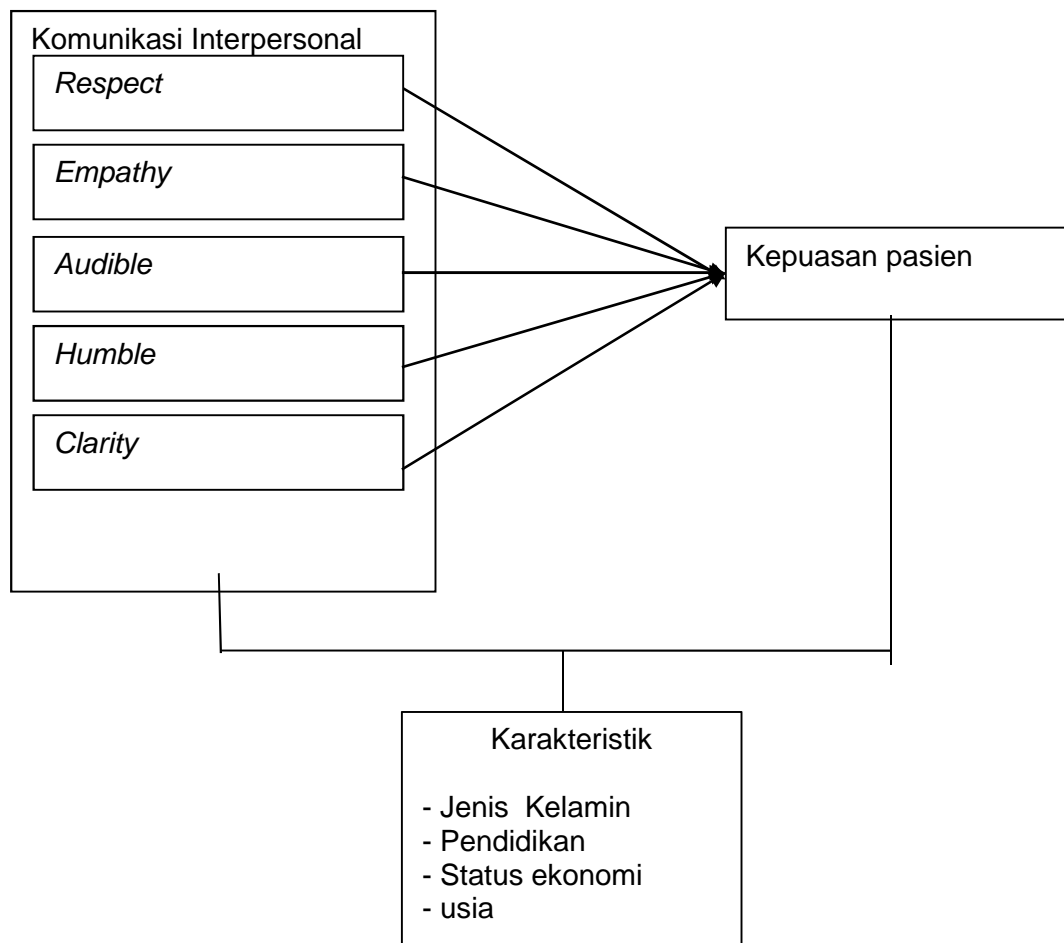 Komunikasi Interpersonal
Respect
Empathy
Audible
Humble
Clarity
Kepuasan pasien
Karakteristik
- Jenis  Kelamin
- Pendidikan
- Status ekonomi
- usia